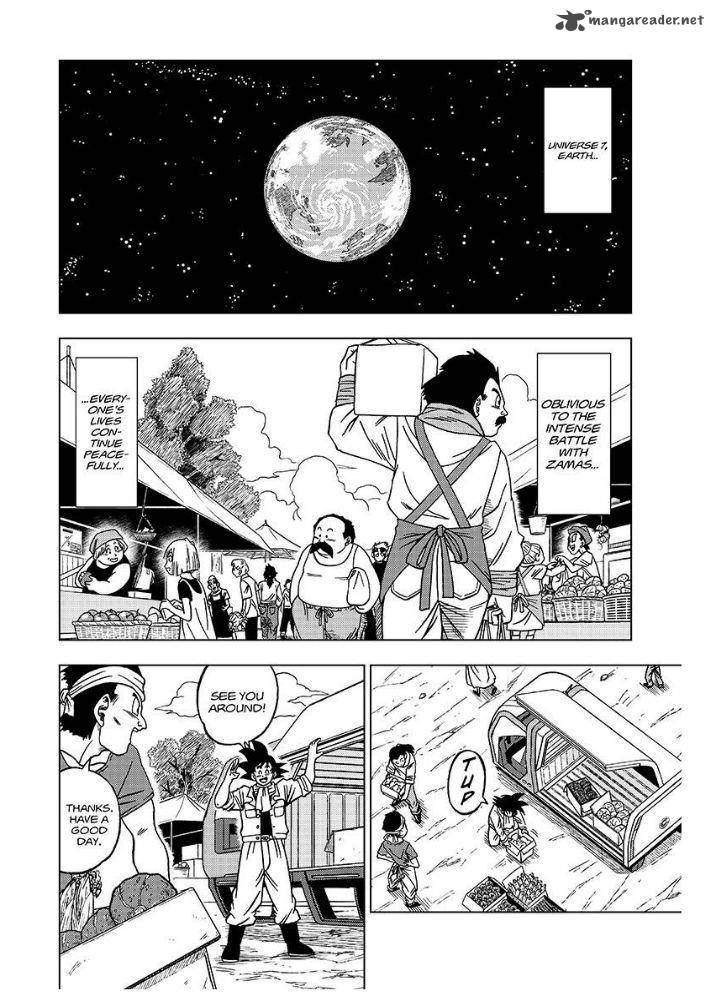 mangareader.net
UNIVERSE 7,
EARTH...
OBLIVIOUS
TO THE
INTENSE
BATTLE
WITH
ZAMAS...
...EVERY-
ONE'S
LIVES
CON-
TINUE
PEACE-
FULLY...
TUP
SEE YOU
AROUND!
THANKS.
HAVE A
GOOD
DAY.